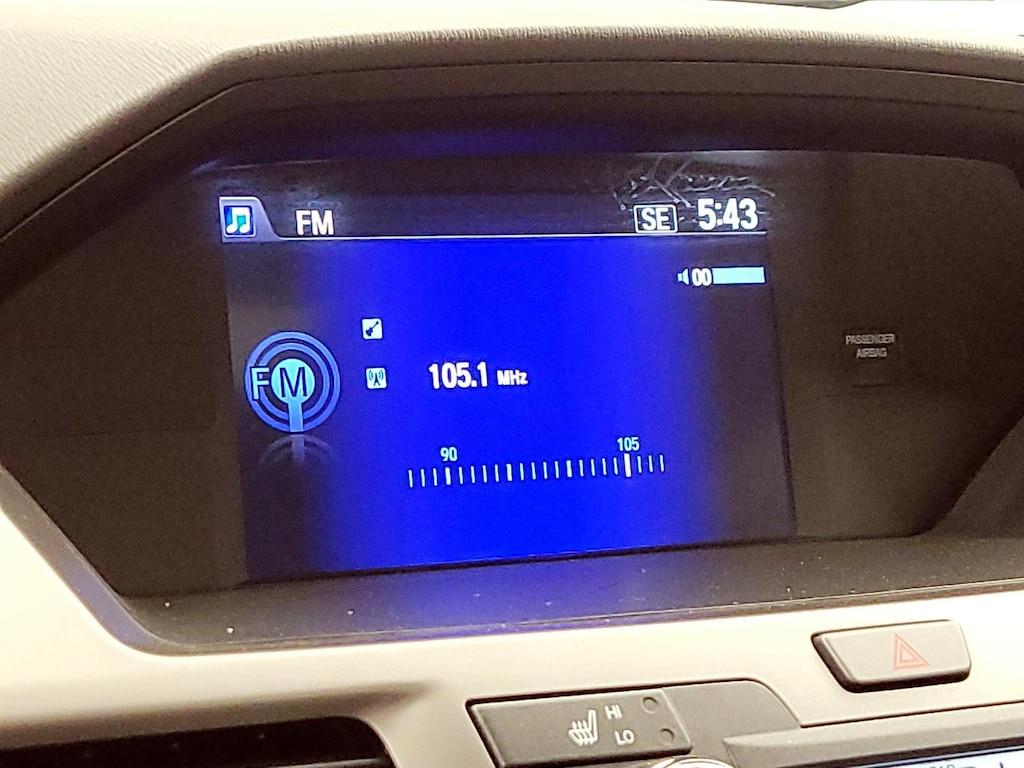 FM SE 5:43
00
FM
105.1 MHz
90 105
PASSENGER
AIRBAG
HI
LO